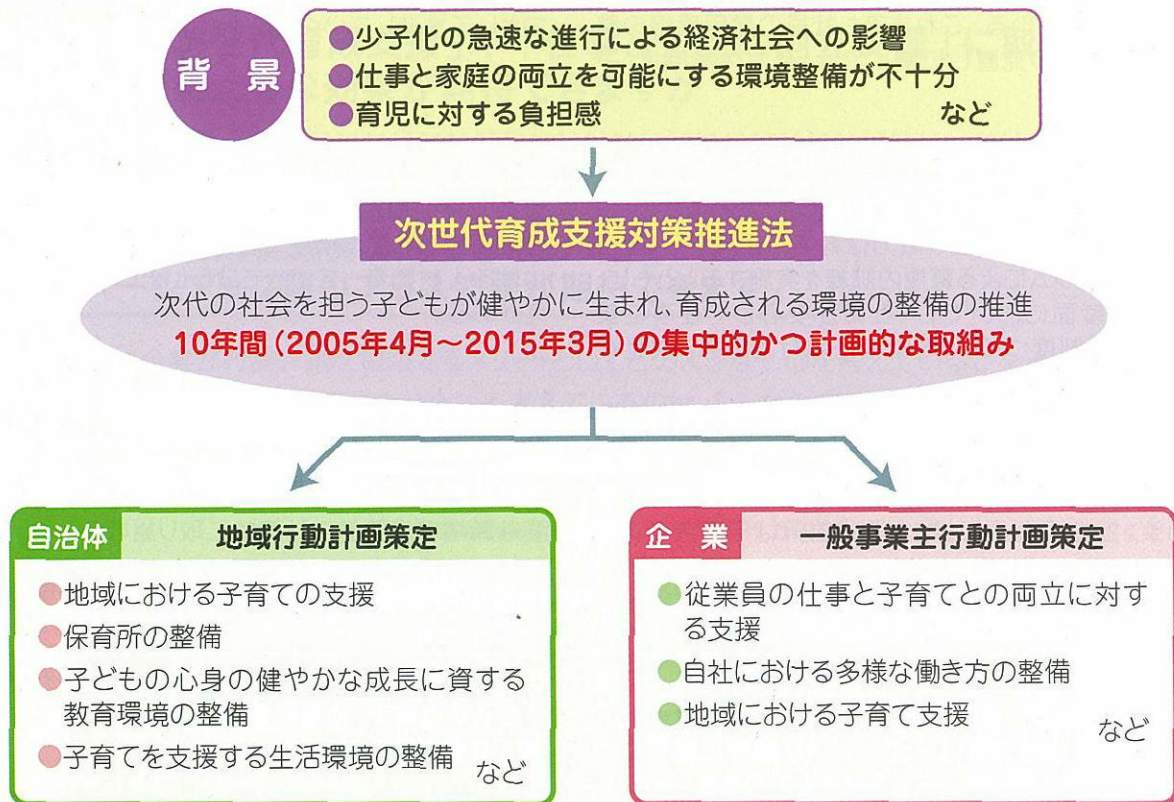 背 景
●少子化の急速な進行による経済社会への影響
●仕事と家庭の両立を可能にする環境整備が不十分
●育児に対する負担感 など
次世代育成支援対策推進法
次代の社会を担う子どもが健やかに生まれ、育成される環境の整備の推進
10年間(2005年4月〜2015年3月)の集中的かつ計画的な取組み
自治体 地域行動計画策定
●地域における子育ての支援
●保育所の整備
●子どもの心身の健やかな成長に資する
教育環境の整備
●子育てを支援する生活環境の整備 など
企 業 一般事業主行動計画策定
●従業員の仕事と子育てとの両立に対す
る支援
●自社における多様な働き方の整備
●地域における子育て支援 など